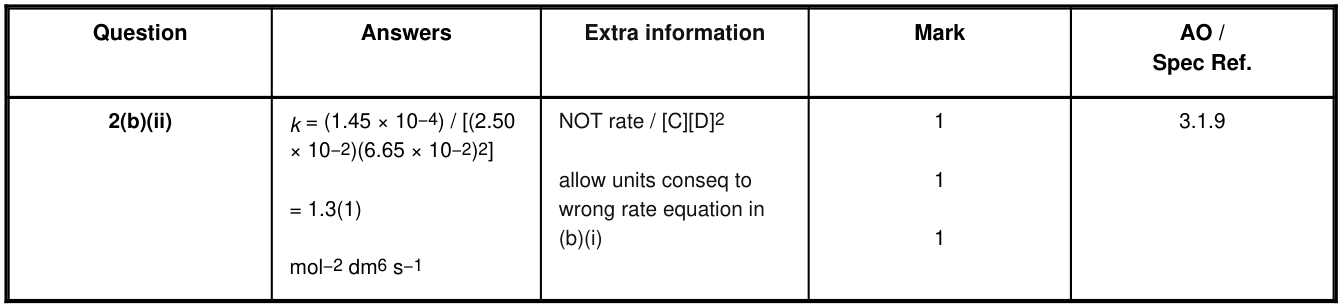 Question Answers Extra information Mark AO /
Spec Ref.
2(b)(ii) k = (1.45 × 10−4) / [(2.50 NOT rate / [C][D]2 1 3.1.9
× 10−2)(6.65 × 10−2)2]
allow units conseq to 1
= 1.3(1) wrong rate equation in
(b)(i) 1
mol−2 dm6 s−1